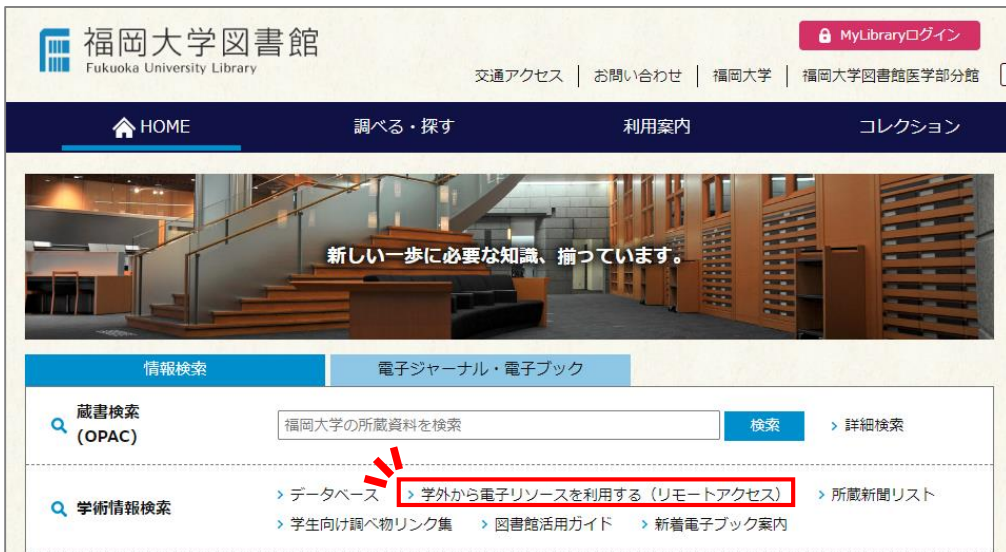 福岡大学図書館
Fukuoka University Library
MyLibraryログイン
交通アクセス | お問い合わせ | 福岡大学 | 福岡大学図書館医学部分館
HOME 調べる・探す 利用案内 コレクション
新しい一歩に必要な知識、揃っています。
情報検索 電子ジャーナル・電子ブック
蔵書検索
(OPAC)
福岡大学の所蔵資料を検索 検索 > 詳細検索
学術情報検索
> データベース > 学外から電子リソースを利用する（リモートアクセス） > 所蔵新聞リスト
> 学生向け調べ物リンク集 > 図書館活用ガイド > 新着電子ブック案内